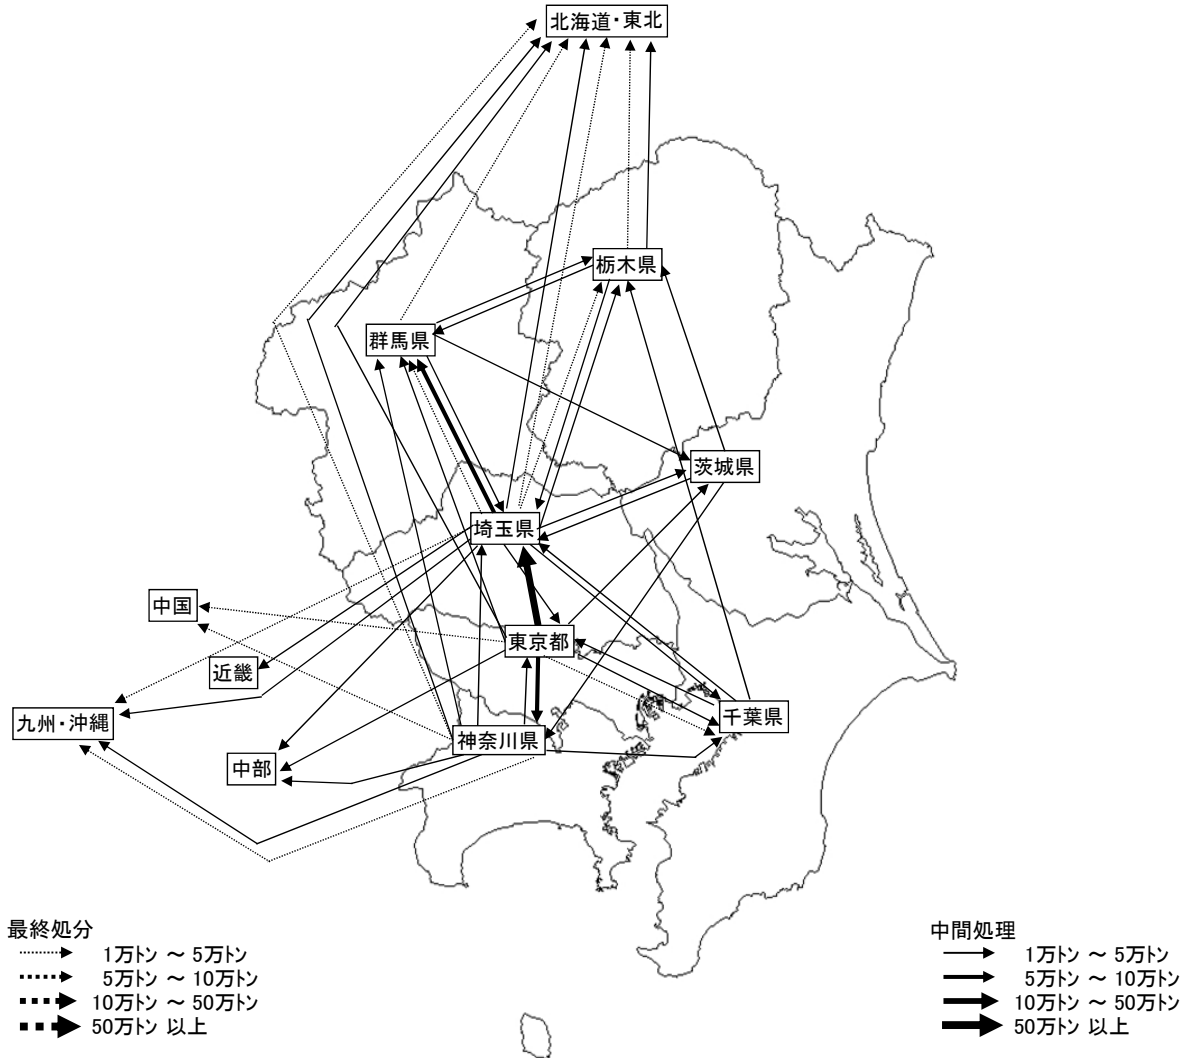 北海道・東北
栃木県
群馬県
茨城県
埼玉県
中国
東京都
近畿
九州・沖縄
千葉県
神奈川県
中部
最終処分
1万トン ～ 5万トン
5万トン ～ 10万トン
10万トン ～ 50万トン
50万トン 以上
中間処理
1万トン ～ 5万トン
5万トン ～ 10万トン
10万トン ～ 50万トン
50万トン 以上